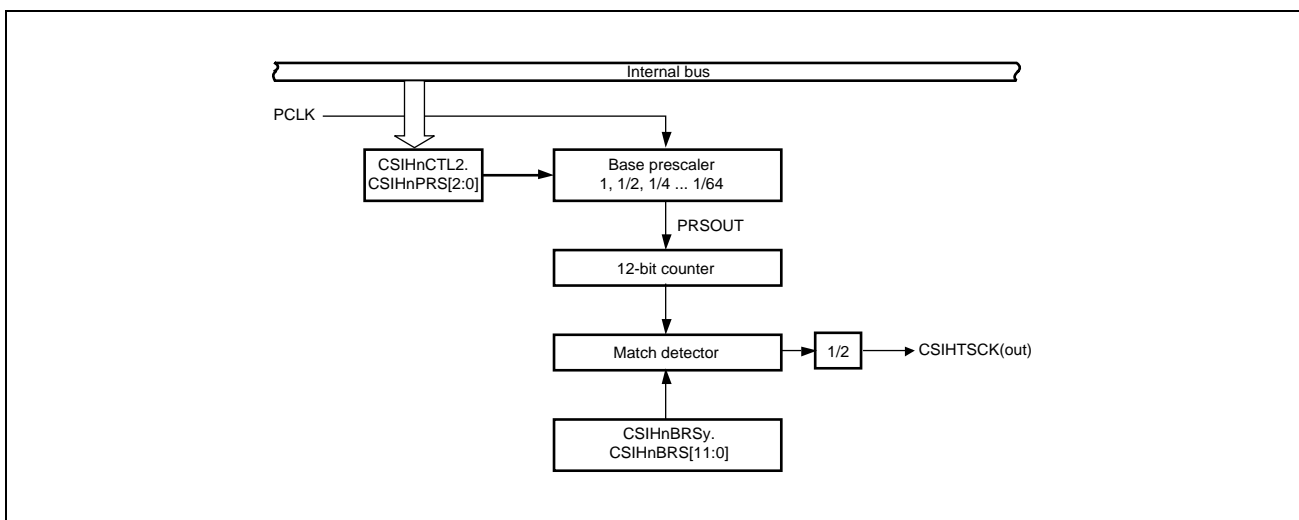 Internal bus
PCLK
CSIHnCTL2.
CSIHnPRS[2:0]
Base prescaler
1, 1/2, 1/4 ... 1/64
PRSOUT
12-bit counter
Match detector
1/2
CSIHTSCK(out)
CSIHnBRSy.
CSIHnBRS[11:0]